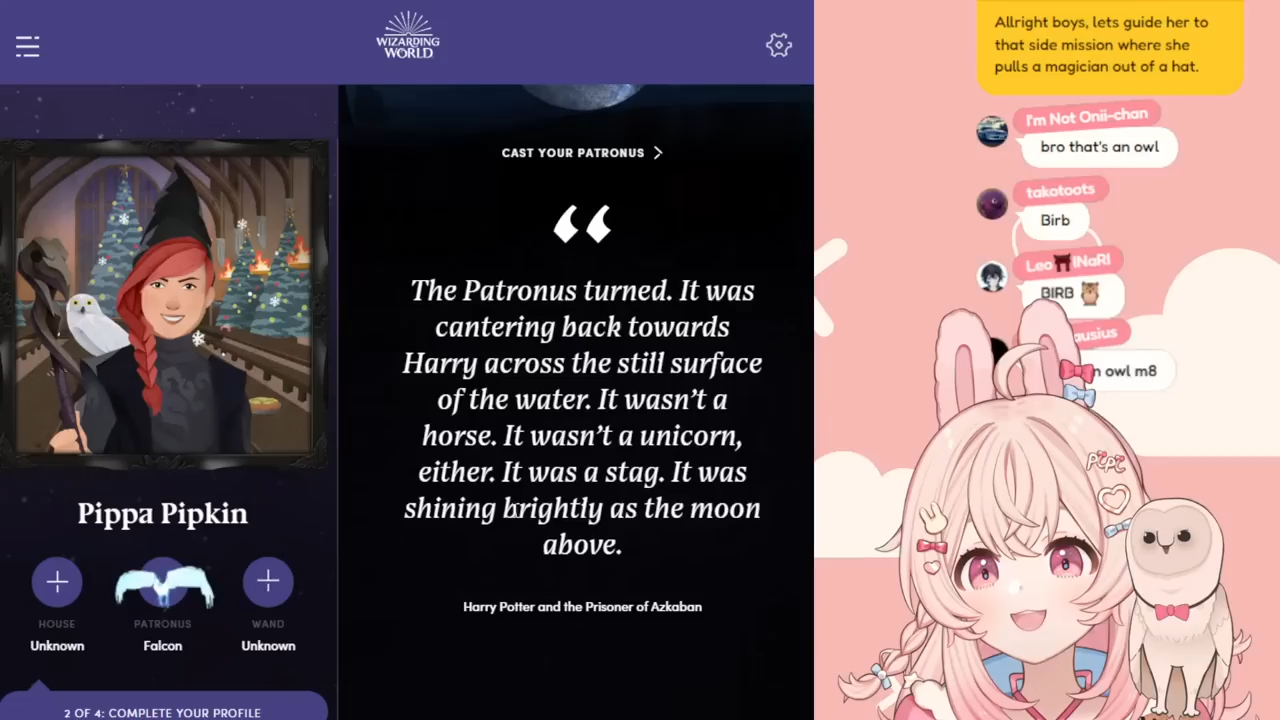 WIZARDING
WORLD
Pippa Pipkin
HOUSE
Unknown
PATRONUS
Falcon
WAND
Unknown
2 OF 4: COMPLETE YOUR PROFILE
CAST YOUR PATRONUS
“
The Patronus turned. It was
cantering back towards
Harry across the still surface
of the water. It wasn’t a
horse. It wasn’t a unicorn,
either. It was a stag. It was
shining brightly as the moon
above.
Harry Potter and the Prisoner of Azkaban
Allright boys, lets guide her to
that side mission where she
pulls a magician out of a hat.
I'm Not Onii-chan
bro that's an owl
takotoots
Birb
Leo⛩️INaRI
BIRB 🦉
owl m8
PiPi